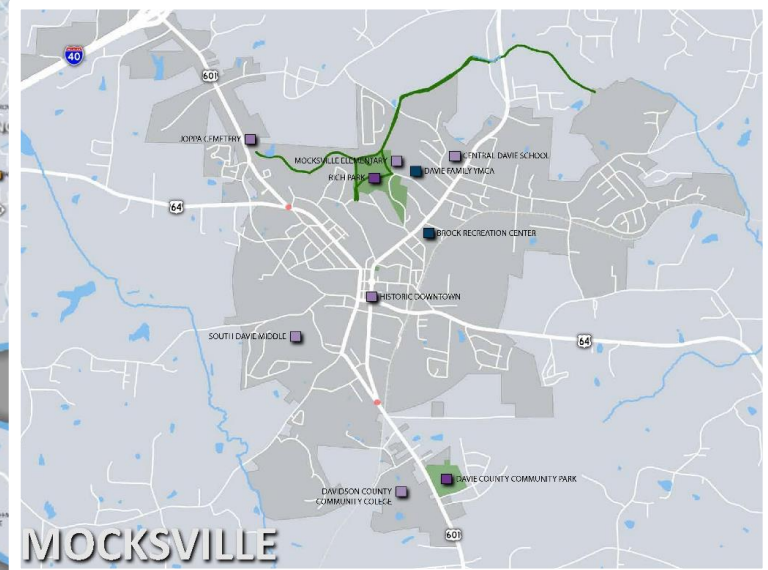 40
601
JOPPA CEMETERY
MOCKSVILLE ELEMENTARY
CENTRAL DAVIE SCHOOL
DAVIE FAMILY YMCA
RICH PARK
64
BROCK RECREATION CENTER
HISTORIC DOWNTOWN
SOUTH DAVIE MIDDLE
64
DAVIE COUNTY COMMUNITY PARK
DAVIDSON COUNTY
COMMUNITY COLEGE
601
MOCKSVILLE